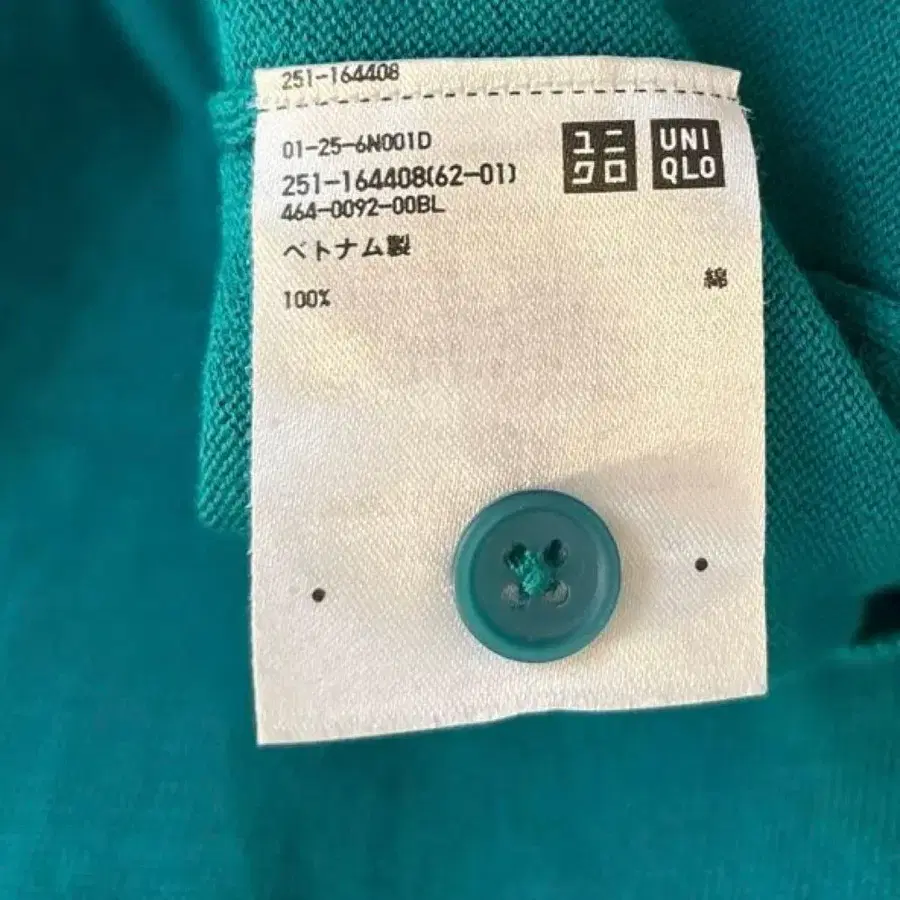 251-164408
01-25-6N001D
251-164408(62-01)
464-0092-00BL
ユニ
クロ
UNI
QLO
ベトナム製
綿
100%